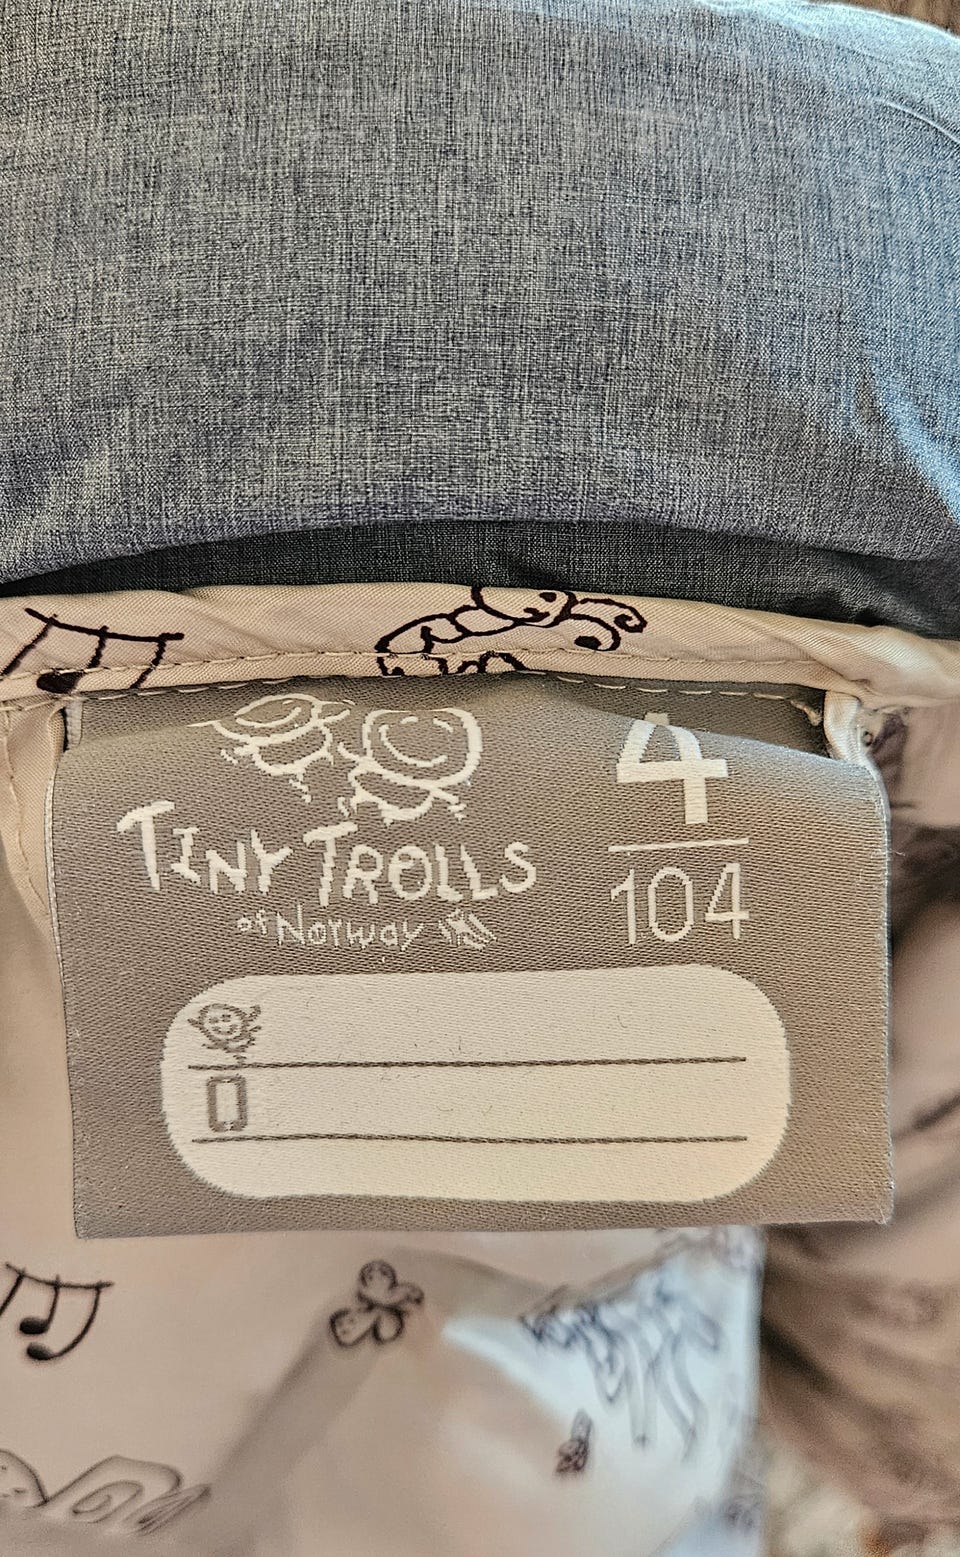 TINY TROLLS
of Norway
4
104